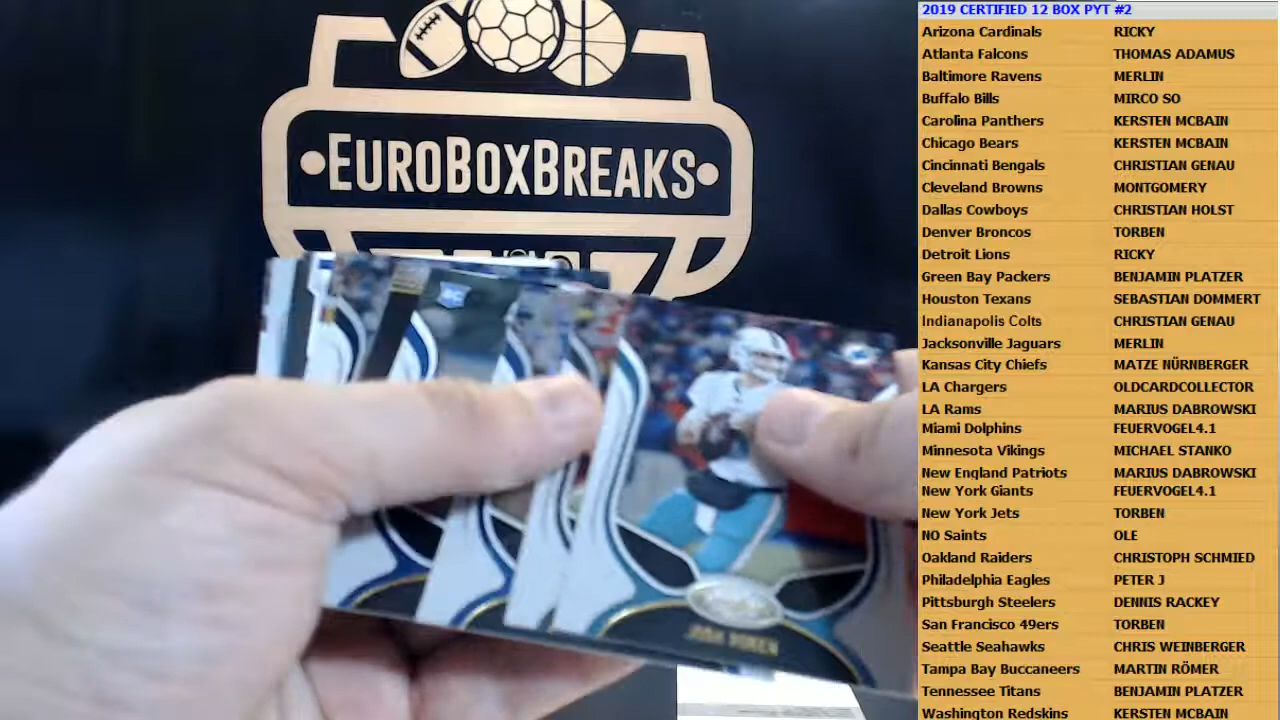 EUROBOXBREAKS
RC
JOSH ROSEN
2019 CERTIFIED 12 BOX PYT #2
Arizona Cardinals RICKY
Atlanta Falcons THOMAS ADAMUS
Baltimore Ravens MERLIN
Buffalo Bills MIRCO SO
Carolina Panthers KERSTEN MCBAIN
Chicago Bears KERSTEN MCBAIN
Cincinnati Bengals CHRISTIAN GENAU
Cleveland Browns MONTGOMERY
Dallas Cowboys CHRISTIAN HOLST
Denver Broncos TORBEN
Detroit Lions RICKY
Green Bay Packers BENJAMIN PLATZER
Houston Texans SEBASTIAN DOMMERT
Indianapolis Colts CHRISTIAN GENAU
Jacksonville Jaguars MERLIN
Kansas City Chiefs MATZE NÜRNBERGER
LA Chargers OLDCARDCOLLECTOR
LA Rams MARIUS DABROWSKI
Miami Dolphins FEUERVOGEL4.1
Minnesota Vikings MICHAEL STANKO
New England Patriots MARIUS DABROWSKI
New York Giants FEUERVOGEL4.1
New York Jets TORBEN
NO Saints OLE
Oakland Raiders CHRISTOPH SCHMIED
Philadelphia Eagles PETER J
Pittsburgh Steelers DENNIS RACKEY
San Francisco 49ers TORBEN
Seattle Seahawks CHRIS WEINBERGER
Tampa Bay Buccaneers MARTIN RÖMER
Tennessee Titans BENJAMIN PLATZER
Washington Redskins KERSTEN MCBAIN